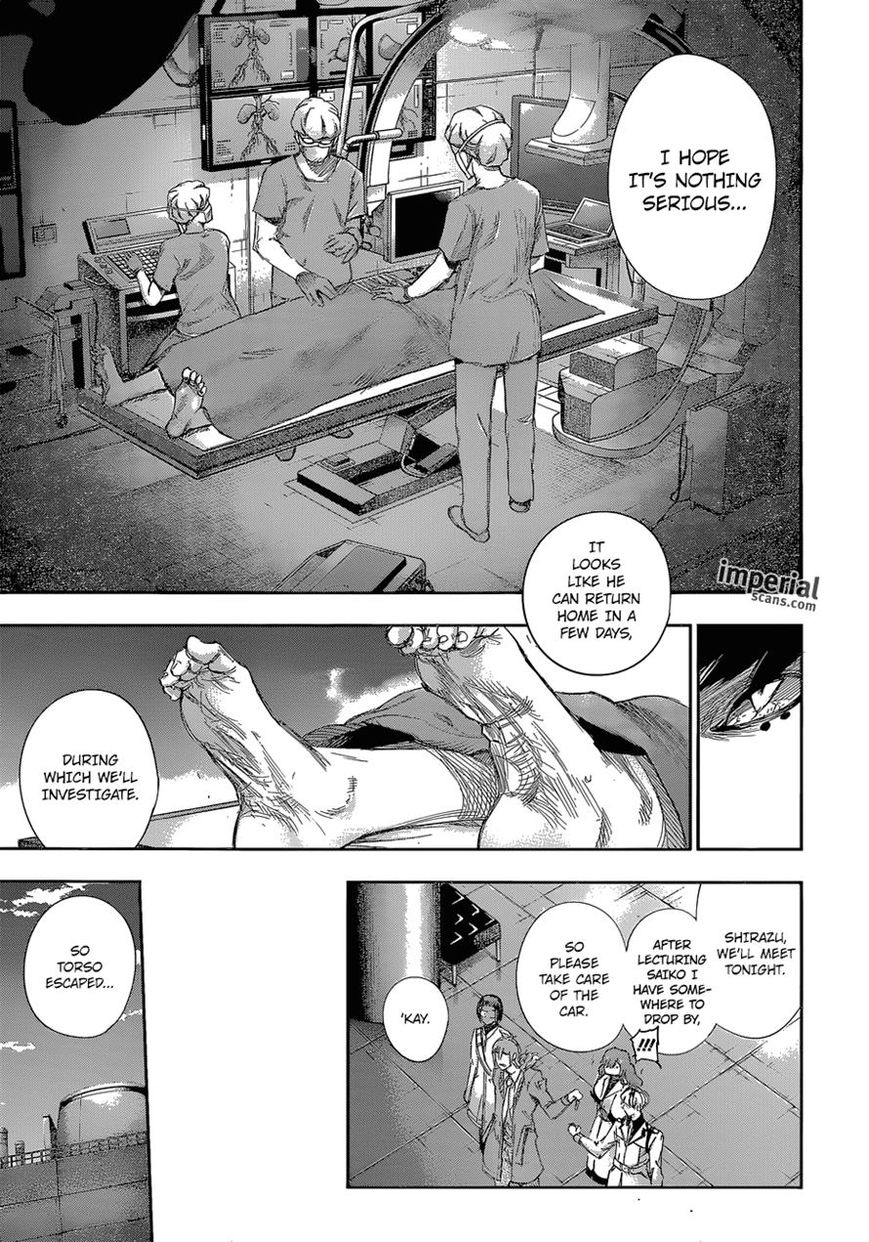 I HOPE
IT'S NOTHING
SERIOUS...
imperial
scans.com
IT
LOOKS
LIKE HE
CAN RETURN
HOME IN A
FEW DAYS,
DURING
WHICH WE'LL
INVESTIGATE.
SHIRAZU,
WE'LL MEET
TONIGHT.
AFTER
LECTURING
SAIKO I
HAVE SOME-
WHERE TO
DROP BY,
!!!
SO
PLEASE
TAKE CARE
OF THE
CAR.
'KAY.
SO
TORSO
ESCAPED...